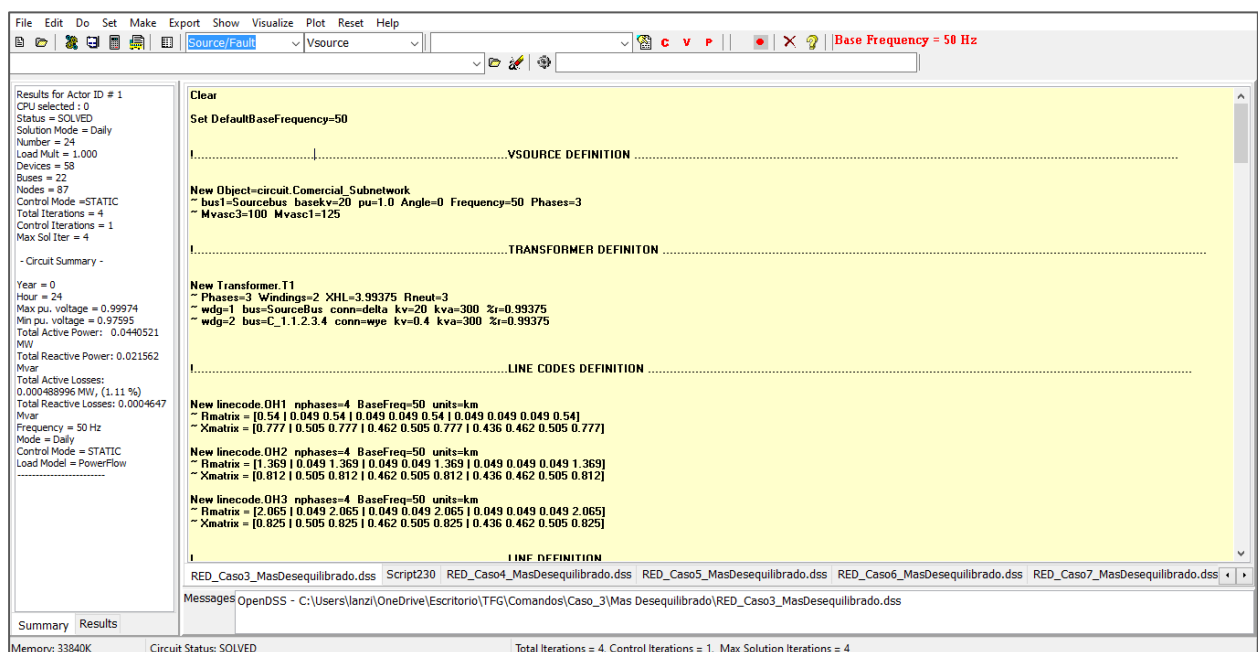 File Edit Do Set Make Export Show Visualize Plot Reset Help
Source/Fault Vsource C V P Base Frequency = 50 Hz
Results for Actor ID # 1
CPU selected : 0
Status = SOLVED
Solution Mode = Daily
Number = 24
Load Mult = 1.000
Devices = 58
Buses = 22
Nodes = 87
Control Mode =STATIC
Total Iterations = 4
Control Iterations = 1
Max Sol Iter = 4
- Circuit Summary -
Year = 0
Hour = 24
Max pu. voltage = 0.99974
Min pu. voltage = 0.97595
Total Active Power: 0.0440521
MW
Total Reactive Power: 0.021562
Mvar
Total Active Losses:
0.000488996 MW, (1.11 %)
Total Reactive Losses: 0.0004647
Mvar
Frequency = 50 Hz
Mode = Daily
Control Mode = STATIC
Load Model = PowerFlow
------------------------
Summary Results
Clear
Set DefaultBaseFrequency=50
!..........................................................................................VSOURCE DEFINITION ..........................................................................................
New Object=circuit.Comercial_Subnetwork
~ bus1=Sourcebus basekv=20 pu=1.0 Angle=0 Frequency=50 Phases=3
~ Mvasc3=100 Mvasc1=125
!..........................................................................................TRANSFORMER DEFINITON ..........................................................................................
New Transformer.T1
~ Phases=3 Windings=2 XHL=3.99375 Rneut=3
~ wdg=1 bus=SourceBus conn=delta kv=20 kva=300 %r=0.99375
~ wdg=2 bus=C_1.1.2.3.4 conn=wye kv=0.4 kva=300 %r=0.99375
!..........................................................................................LINE CODES DEFINITION ..........................................................................................
New linecode.OH1 nphases=4 BaseFreq=50 units=km
~ Rmatrix = [0.54 | 0.049 0.54 | 0.049 0.049 0.54 | 0.049 0.049 0.049 0.54]
~ Xmatrix = [0.777 | 0.505 0.777 | 0.462 0.505 0.777 | 0.436 0.462 0.505 0.777]
New linecode.OH2 nphases=4 BaseFreq=50 units=km
~ Rmatrix = [1.369 | 0.049 1.369 | 0.049 0.049 1.369 | 0.049 0.049 0.049 1.369]
~ Xmatrix = [0.812 | 0.505 0.812 | 0.462 0.505 0.812 | 0.436 0.462 0.505 0.812]
New linecode.OH3 nphases=4 BaseFreq=50 units=km
~ Rmatrix = [2.065 | 0.049 2.065 | 0.049 0.049 2.065 | 0.049 0.049 0.049 2.065]
~ Xmatrix = [0.825 | 0.505 0.825 | 0.462 0.505 0.825 | 0.436 0.462 0.505 0.825]
! LINE DEFINITION
RED_Caso3_MasDesequilibrado.dss Script230 RED_Caso4_MasDesequilibrado.dss RED_Caso5_MasDesequilibrado.dss RED_Caso6_MasDesequilibrado.dss RED_Caso7_MasDesequilibrado.dss
Messages OpenDSS - C:\Users\lanzi\OneDrive\Escritorio\TFG\Comandos\Caso_3\Mas Desequilibrado\RED_Caso3_MasDesequilibrado.dss
Memory: 33840K Circuit Status: SOLVED Total Iterations = 4, Control Iterations = 1, Max Solution Iterations = 4